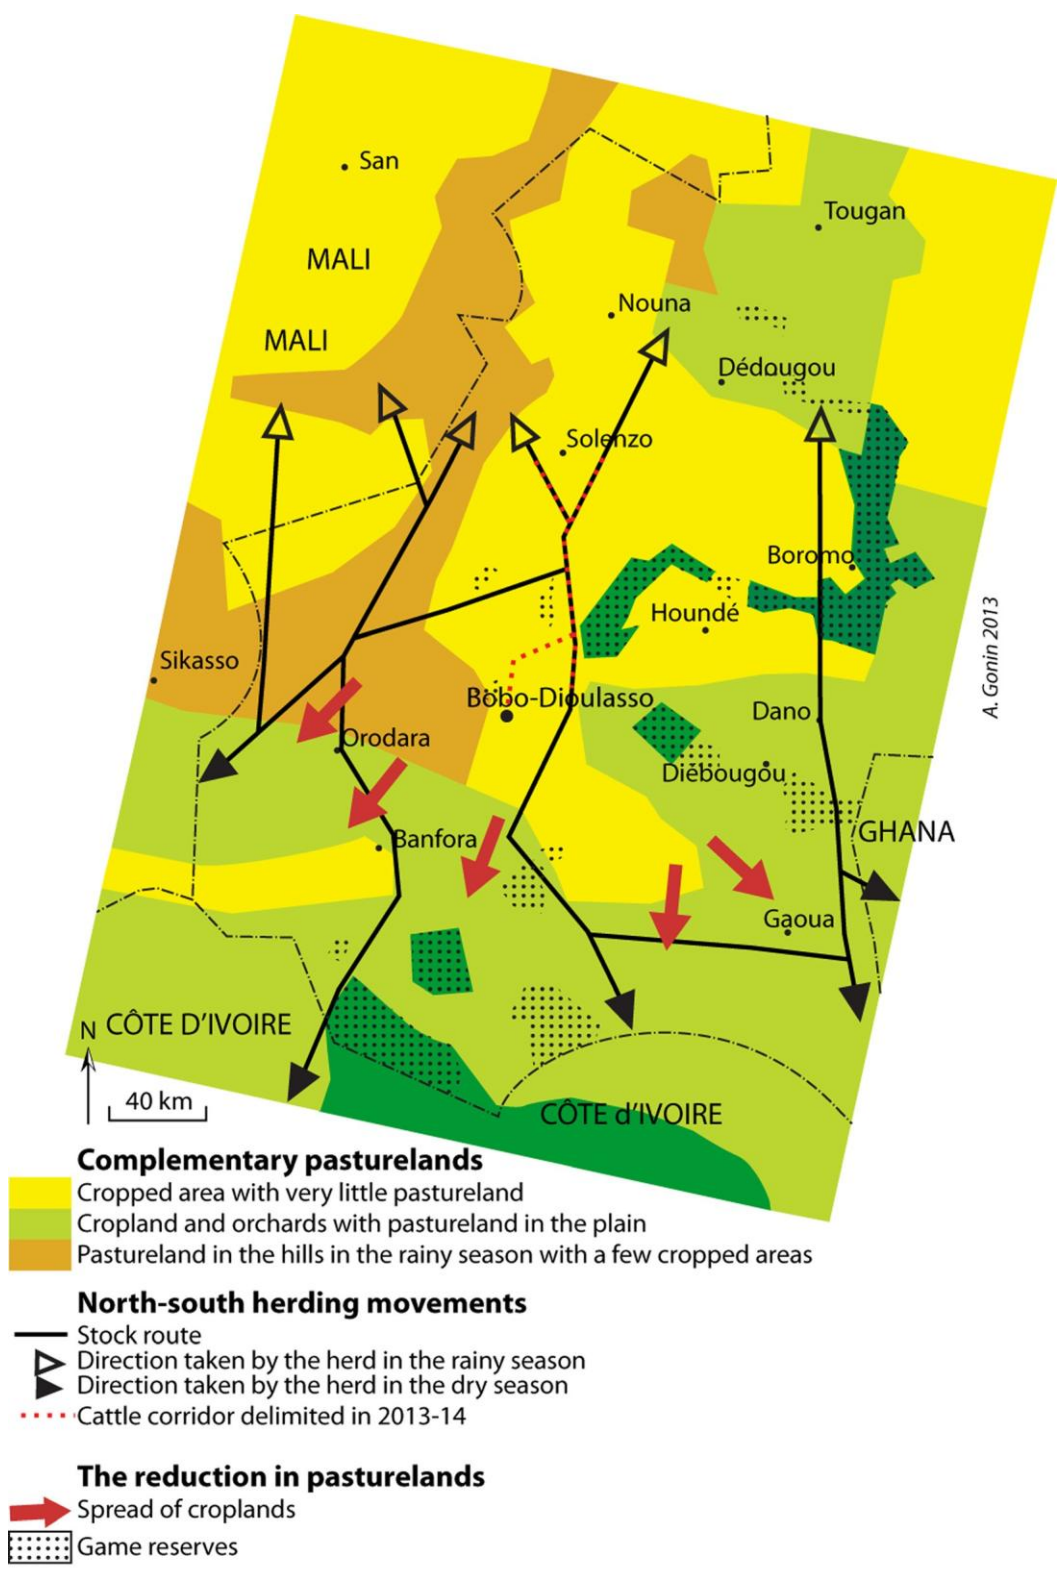 San
Tougan
MALI
Nouna
MALI
Dédougou
Solenzo
Boromo
Houndé
A. Gonin 2013
Sikasso
Bobo-Dioulasso
Dano
Orodara
Diébougou
Banfora
GHANA
Gaoua
N
CÔTE D'IVOIRE
40 km
CÔTE d'IVOIRE
Complementary pasturelands
Cropped area with very little pastureland
Cropland and orchards with pastureland in the plain
Pastureland in the hills in the rainy season with a few cropped areas
North-south herding movements
Stock route
Direction taken by the herd in the rainy season
Direction taken by the herd in the dry season
Cattle corridor delimited in 2013-14
The reduction in pasturelands
Spread of croplands
Game reserves